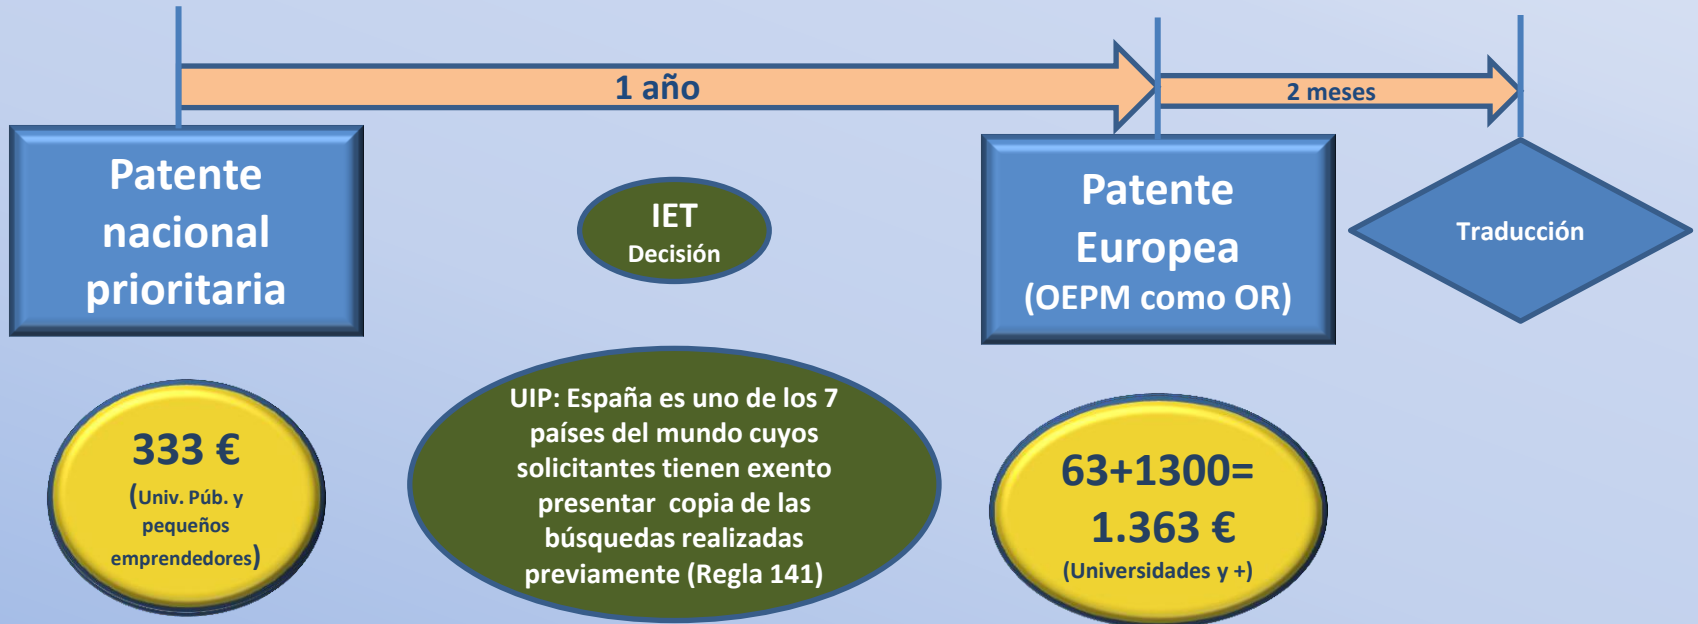 1 año
2 meses
Patente
nacional
prioritaria
IET
Decisión
Patente
Europea
(OEPM como OR)
Traducción
333 €
(Univ. Púb. y
pequeños
emprendedores)
UIP: España es uno de los 7
países del mundo cuyos
solicitantes tienen exento
presentar copia de las
búsquedas realizadas
previamente (Regla 141)
63+1300=
1.363 €
(Universidades y +)